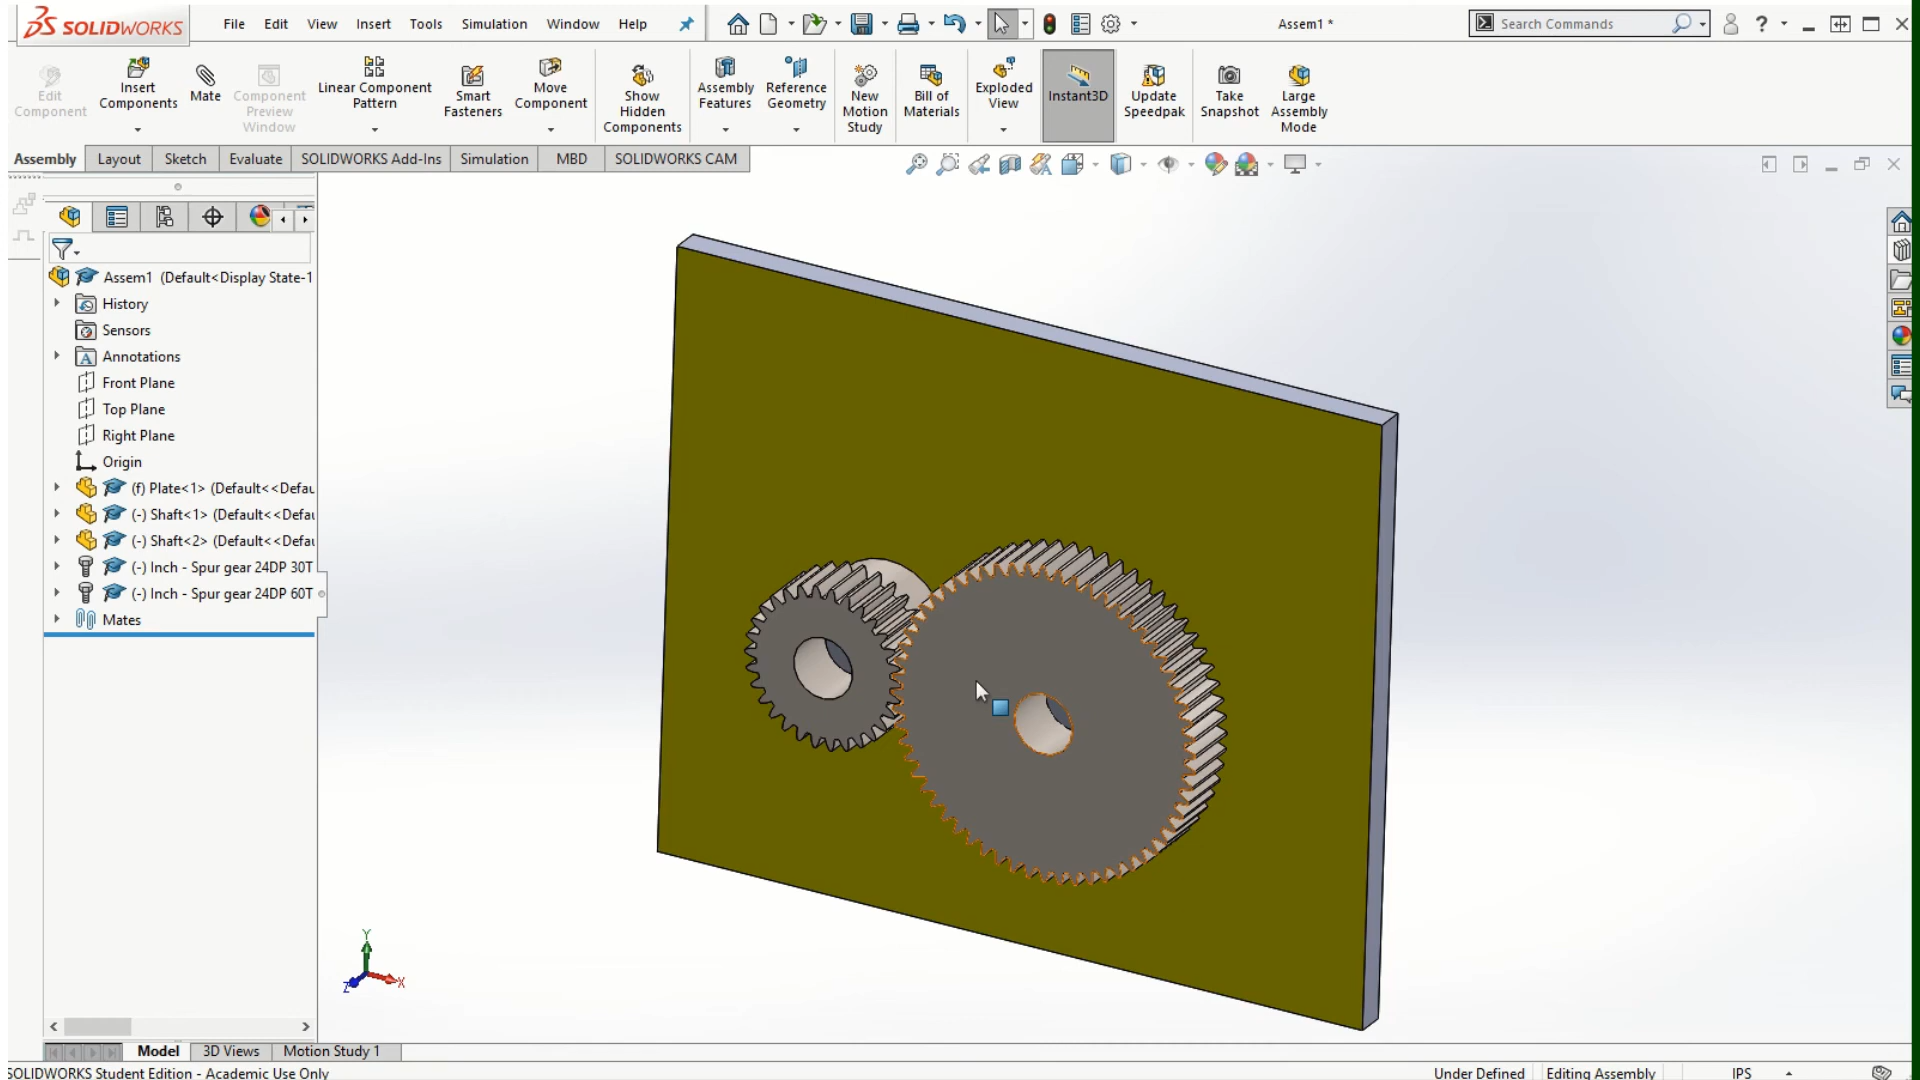 SOLIDWORKS
File Edit View Insert Tools Simulation Window Help
Assem1 *
Search Commands
?
Edit Component
Insert Components
Mate
Component Preview Window
Linear Component Pattern
Smart Fasteners
Move Component
Show Hidden Components
Assembly Features
Reference Geometry
New Motion Study
Bill of Materials
Exploded View
Instant3D
Update Speedpak
Take Snapshot
Large Assembly Mode
Assembly Layout Sketch Evaluate SOLIDWORKS Add-Ins Simulation MBD SOLIDWORKS CAM
Assem1 (Default<Display State-1
History
Sensors
A Annotations
Front Plane
Top Plane
Right Plane
Origin
(f) Plate<1> (Default<<Defau
(-) Shaft<1> (Default<<Defau
(-) Shaft<2> (Default<<Defau
(-) Inch - Spur gear 24DP 30T
(-) Inch - Spur gear 24DP 60T
Mates
Y
X
Z
Model 3D Views Motion Study 1
SOLIDWORKS Student Edition - Academic Use Only
Under Defined Editing Assembly IPS